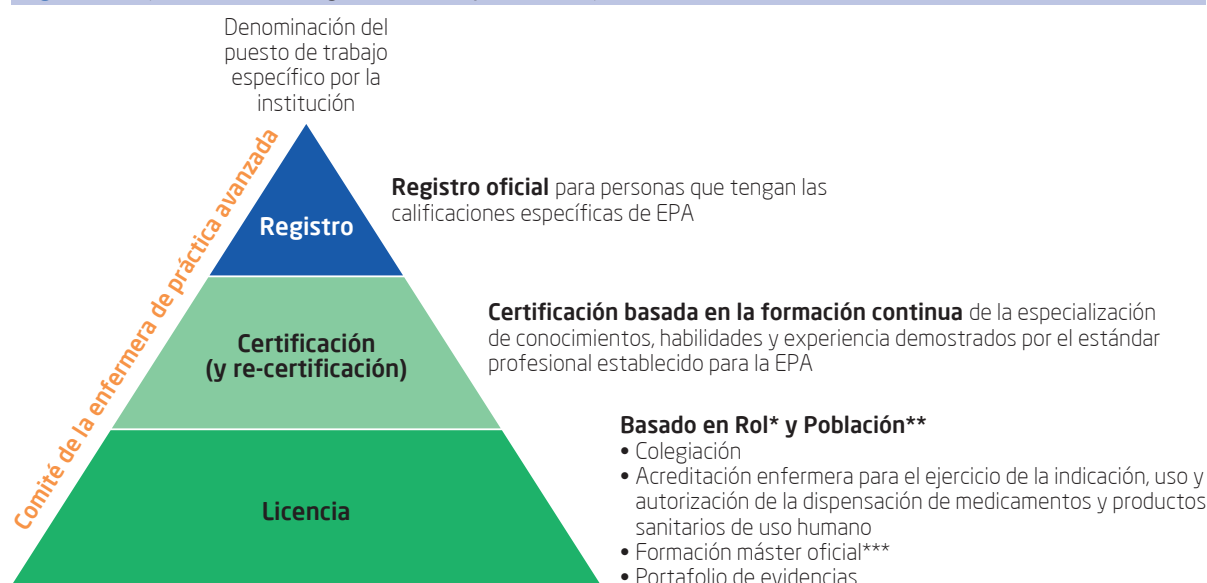 Denominación del
puesto de trabajo
específico por la
institución
Comité de la enfermera de práctica avanzada
Registro
Registro oficial para personas que tengan las
calificaciones específicas de EPA
Certificación
(y re-certificación)
Certificación basada en la formación continua de la especialización
de conocimientos, habilidades y experiencia demostrados por el estándar
profesional establecido para la EPA
Licencia
Basado en Rol* y Población**
• Colegiación
• Acreditación enfermera para el ejercicio de la indicación, uso y
autorización de la dispensación de medicamentos y productos
sanitarios de uso humano
• Formación máster oficial***
• Portafolio de evidencias